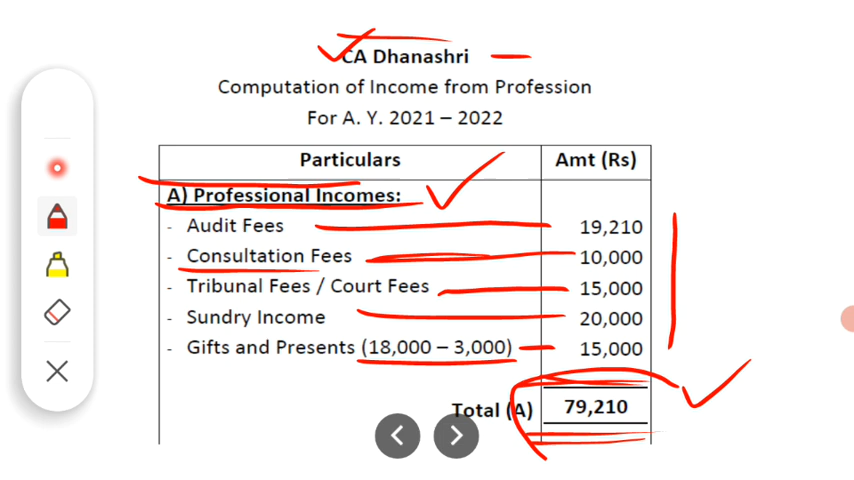 CA Dhanashri
Computation of Income from Profession
For A. Y. 2021 – 2022
Particulars Amt (Rs)
A) Professional Incomes:
- Audit Fees 19,210
- Consultation Fees 10,000
- Tribunal Fees / Court Fees 15,000
- Sundry Income 20,000
- Gifts and Presents (18,000 – 3,000) 15,000
Total (A) 79,210